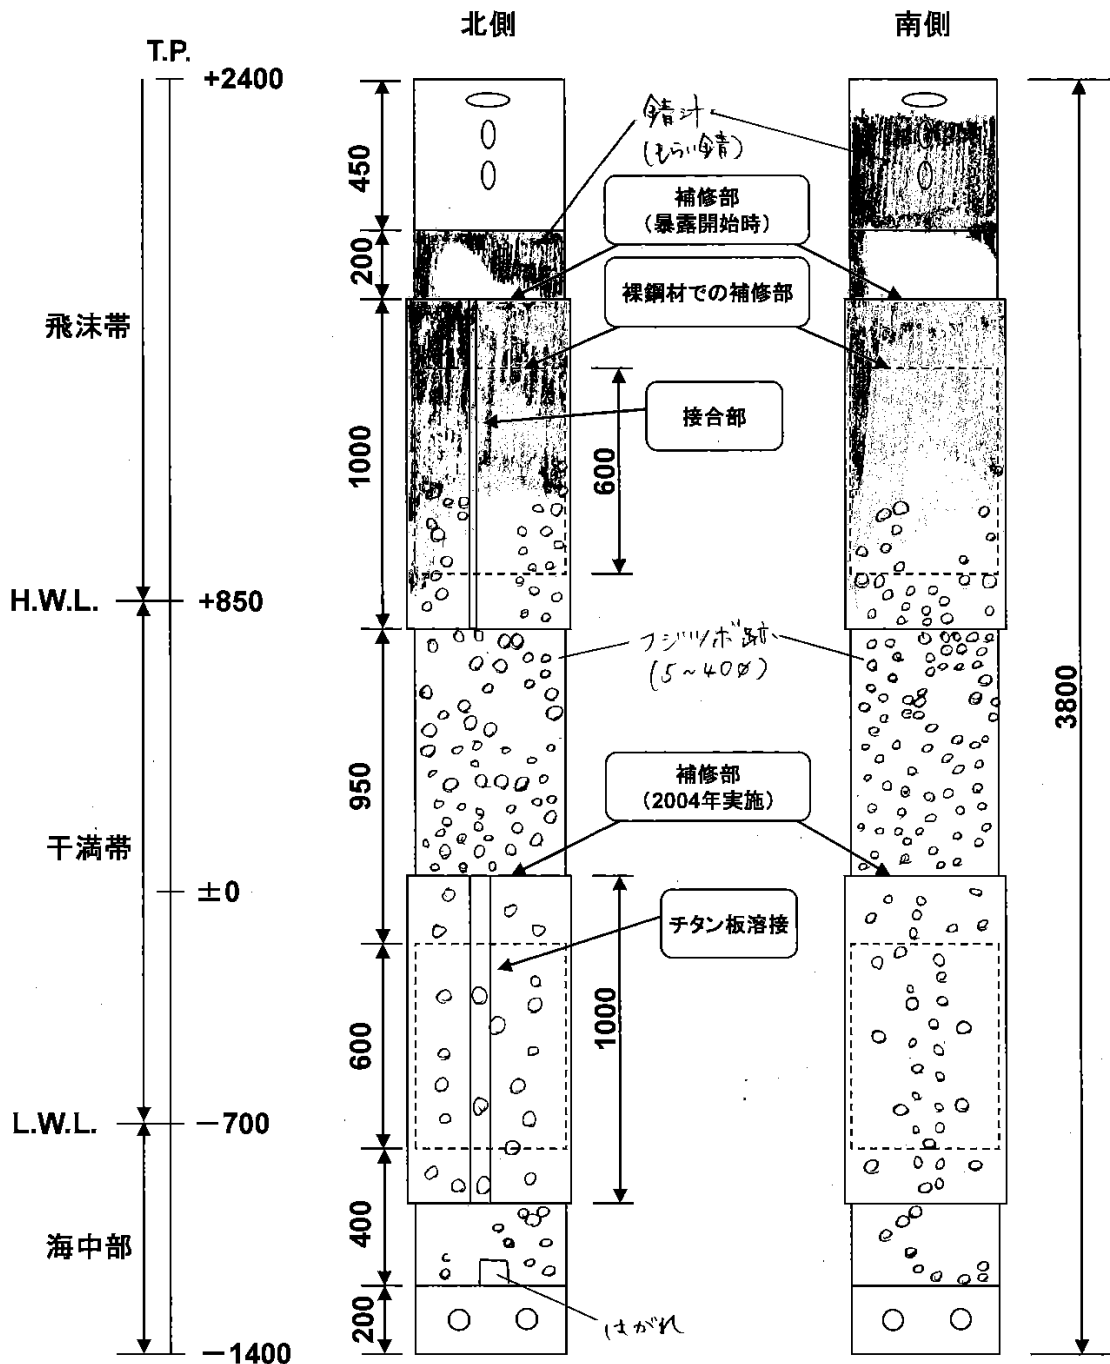 北側
南側
T.P.
+2400
錆汁
(もらい錆)
450
補修部
(暴露開始時)
200
裸鋼材での補修部
飛沫帯
接合部
1000
600
H.W.L.
+850
フジツボ跡
(5~40φ)
3800
補修部
(2004年実施)
950
干満帯
±0
チタン板溶接
600
1000
L.W.L.
-700
400
海中部
はがれ
200
-1400